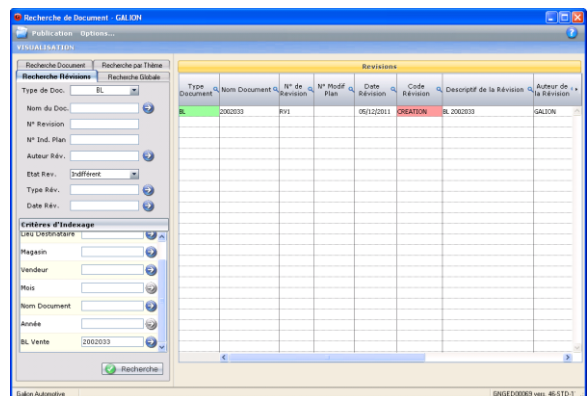 Recherche de Document - GALION
Publication Options...
VISUALISATION
Recherche Document Recherche par Thème
Recherche Révisions Recherche Globale
Type de Doc. BL
Nom du Doc.
N° Revision
N° Ind. Plan
Auteur Rév.
Etat Rev. Indifférent
Type Rév.
Date Rév.
Critères d'Indexage
Lieu Destinataire
Magasin
Vendeur
Mois
Nom Document
Année
BL Vente 2002033
Recherche
Revisions
Type Document Nom Document N° de Revision N° Modif Plan Date Révision Code Révision Descriptif de la Révision Auteur de la Révision
BL 2002033 RV1 05/12/2011 CREATION BL 2002033 GALION
Galion Automotive
GNGED00069 vers. 46-STD-T